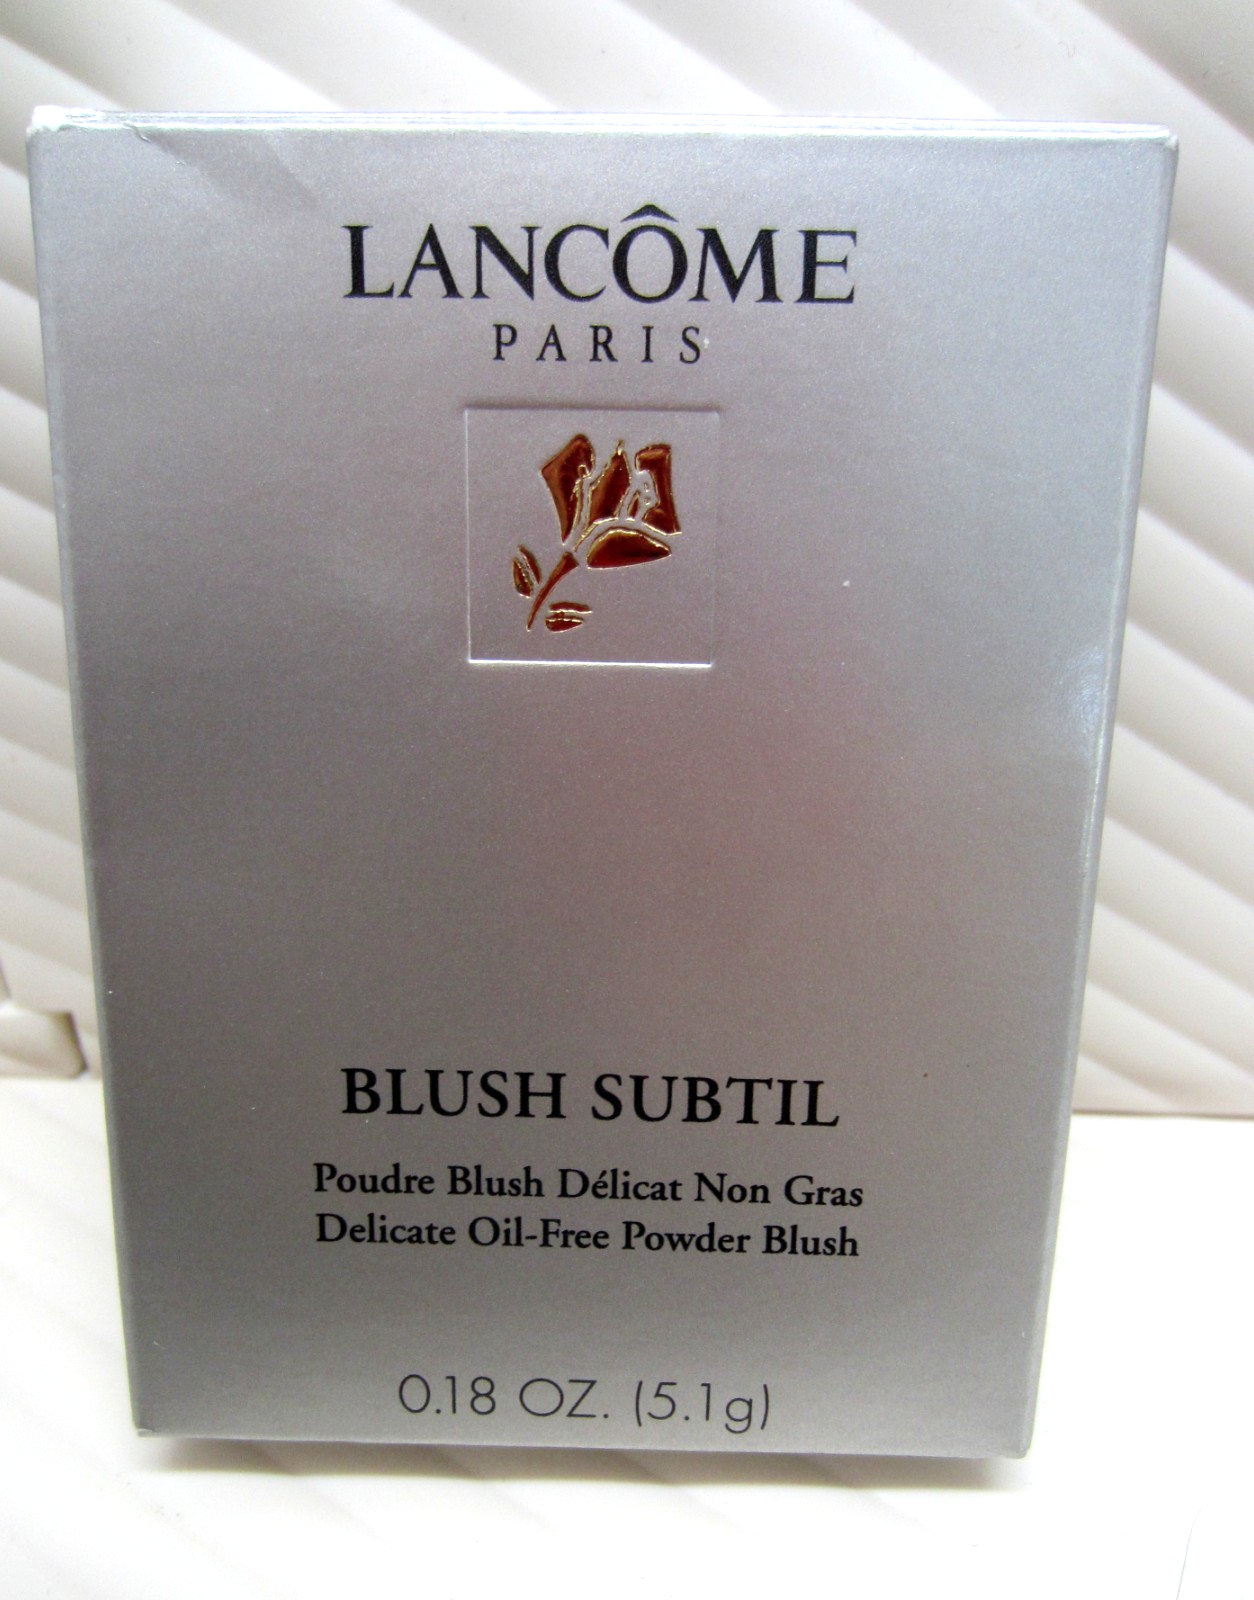 LANCÔME
PARIS
BLUSH SUBTIL
Poudre Blush Délicat Non Gras
Delicate Oil-Free Powder Blush
0.18 OZ. (5.1g)